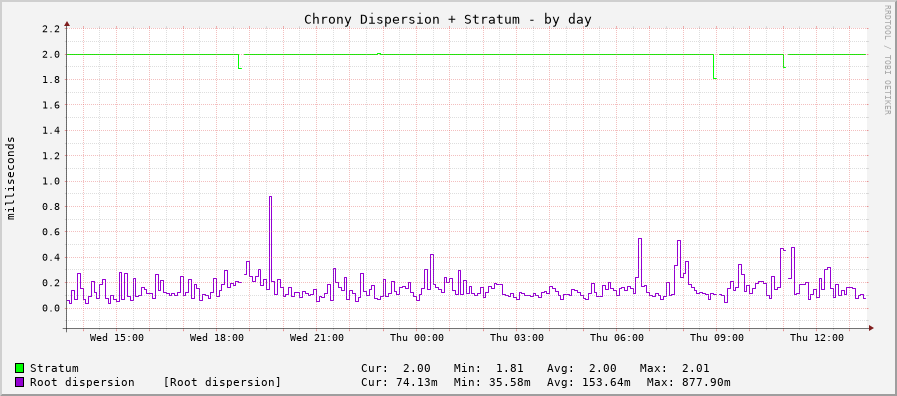 Chrony Dispersion + Stratum - by day
RRDTOOL / TOBI OETIKER
milliseconds
2.2
2.0
1.8
1.6
1.4
1.2
1.0
0.8
0.6
0.4
0.2
0.0
Wed 15:00 Wed 18:00 Wed 21:00 Thu 00:00 Thu 03:00 Thu 06:00 Thu 09:00 Thu 12:00
Stratum Cur: 2.00 Min: 1.81 Avg: 2.00 Max: 2.01
Root dispersion [Root dispersion] Cur: 74.13m Min: 35.58m Avg: 153.64m Max: 877.90m